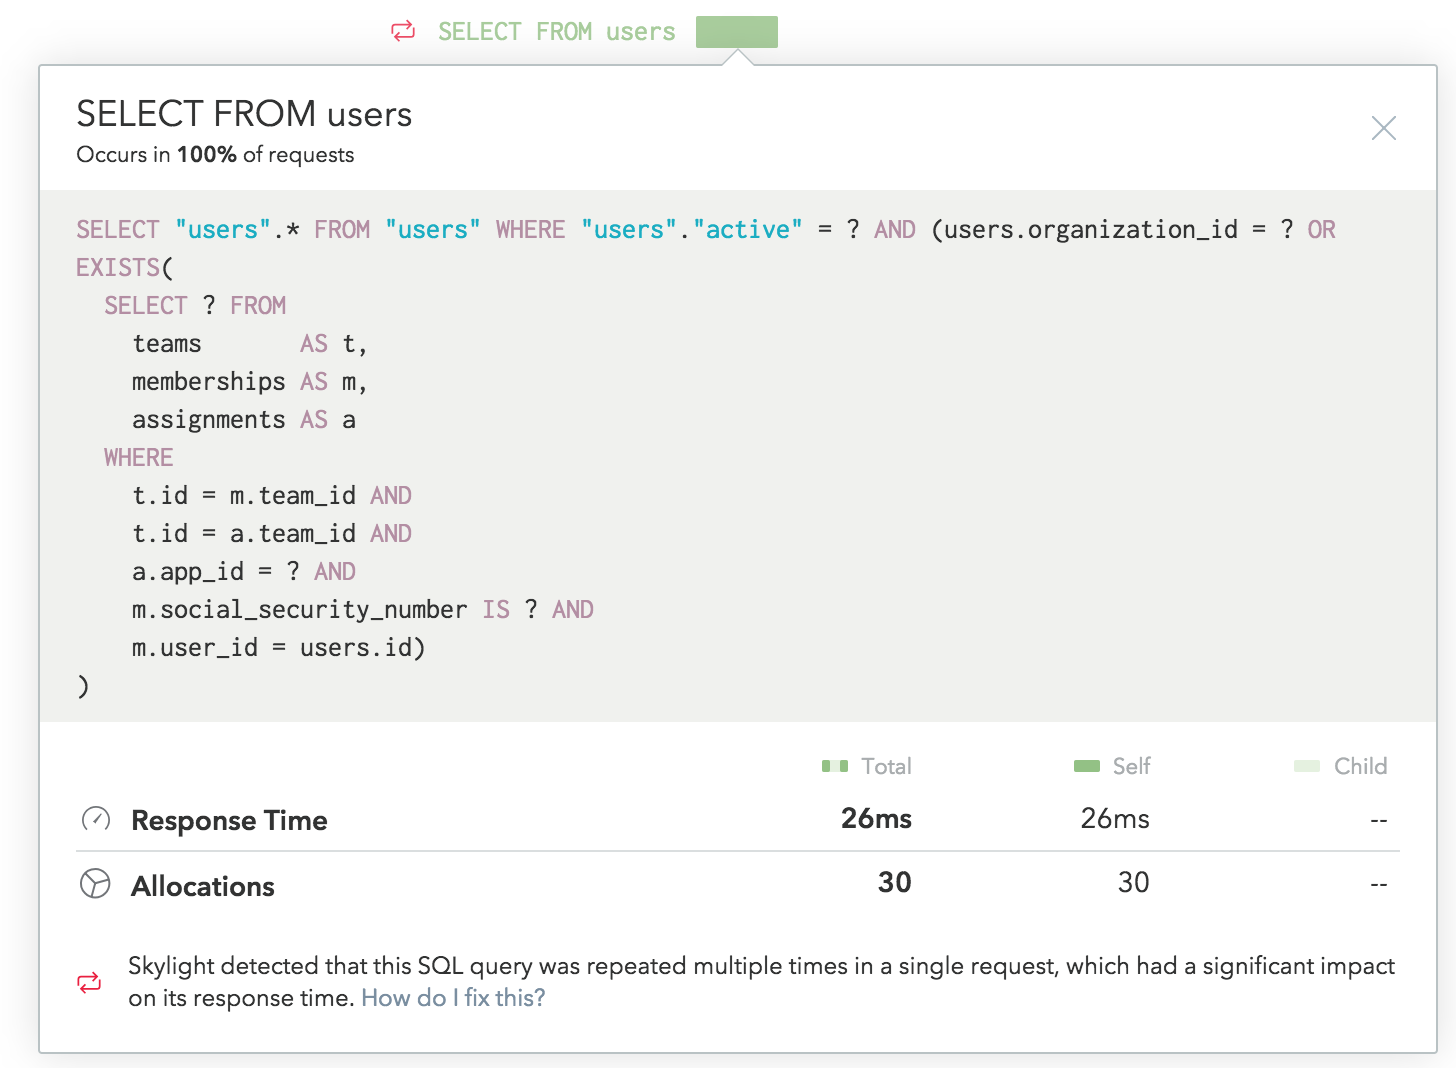 SELECT FROM users
SELECT FROM users
Occurs in 100% of requests
SELECT "users".* FROM "users" WHERE "users"."active" = ? AND (users.organization_id = ? OR
EXISTS(
  SELECT ? FROM
    teams       AS t,
    memberships AS m,
    assignments AS a
  WHERE
    t.id = m.team_id AND
    t.id = a.team_id AND
    a.app_id = ? AND
    m.social_security_number IS ? AND
    m.user_id = users.id)
)
Total Self Child
Response Time 26ms 26ms --
Allocations 30 30 --
Skylight detected that this SQL query was repeated multiple times in a single request, which had a significant impact
on its response time. How do I fix this?